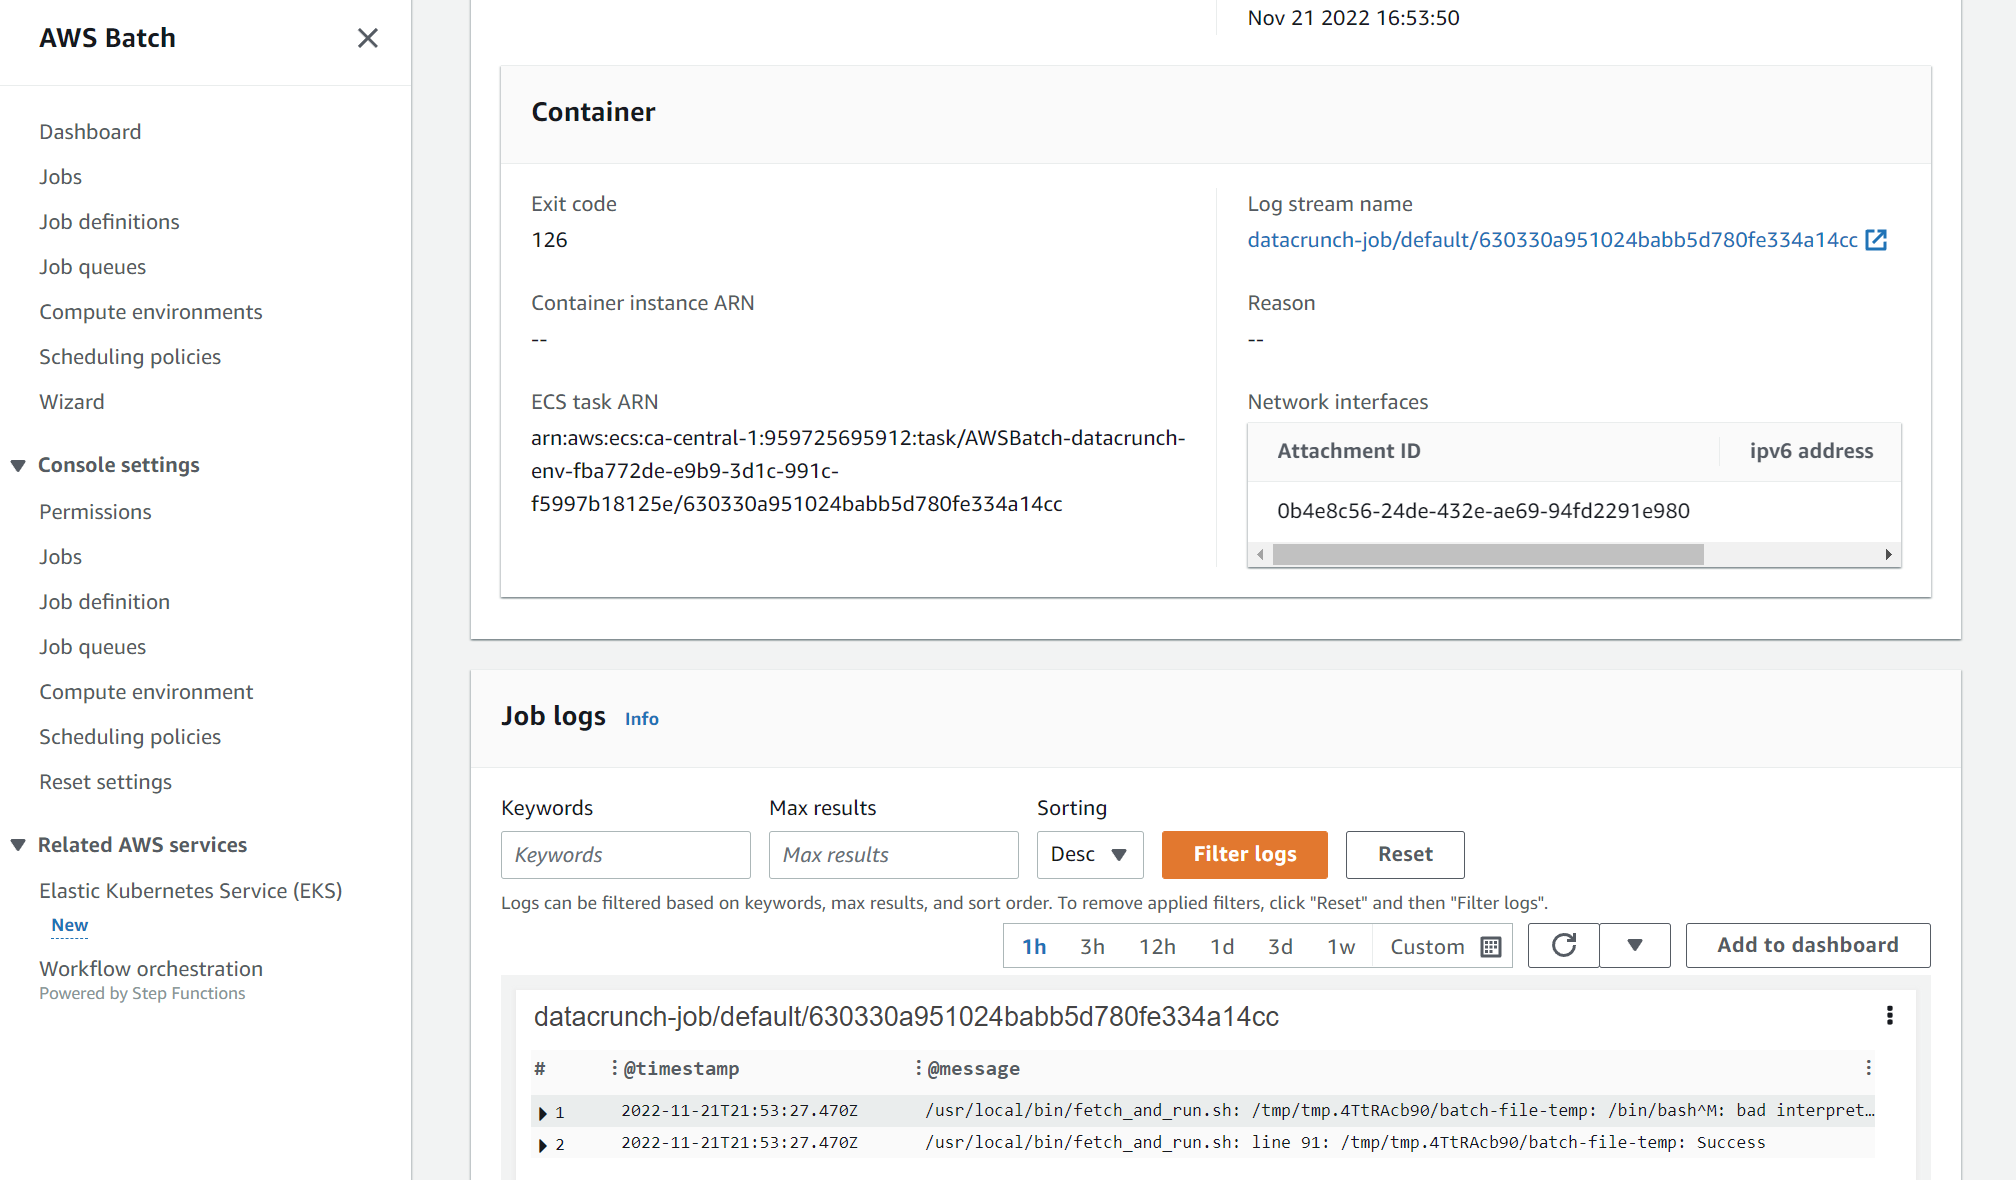 AWS Batch
Dashboard
Jobs
Job definitions
Job queues
Compute environments
Scheduling policies
Wizard
Console settings
Permissions
Jobs
Job definition
Job queues
Compute environment
Scheduling policies
Reset settings
Related AWS services
Elastic Kubernetes Service (EKS)
New
Workflow orchestration
Powered by Step Functions
Nov 21 2022 16:53:50
Container
Exit code
126
Container instance ARN
--
ECS task ARN
arn:aws:ecs:ca-central-1:959725695912:task/AWSBatch-datacrunch-
env-fba772de-e9b9-3d1c-991c-
f5997b18125e/630330a951024babb5d780fe334a14cc
Log stream name
datacrunch-job/default/630330a951024babb5d780fe334a14cc
Reason
--
Network interfaces
Attachment ID ipv6 address
0b4e8c56-24de-432e-ae69-94fd2291e980
Job logs Info
Keywords Max results Sorting
Keywords Max results Desc Filter logs Reset
Logs can be filtered based on keywords, max results, and sort order. To remove applied filters, click "Reset" and then "Filter logs".
1h 3h 12h 1d 3d 1w Custom Add to dashboard
datacrunch-job/default/630330a951024babb5d780fe334a14cc
# @timestamp @message
1 2022-11-21T21:53:27.470Z /usr/local/bin/fetch_and_run.sh: /tmp/tmp.4TtRAcb90/batch-file-temp: /bin/bash^M: bad interpret…
2 2022-11-21T21:53:27.470Z /usr/local/bin/fetch_and_run.sh: line 91: /tmp/tmp.4TtRAcb90/batch-file-temp: Success